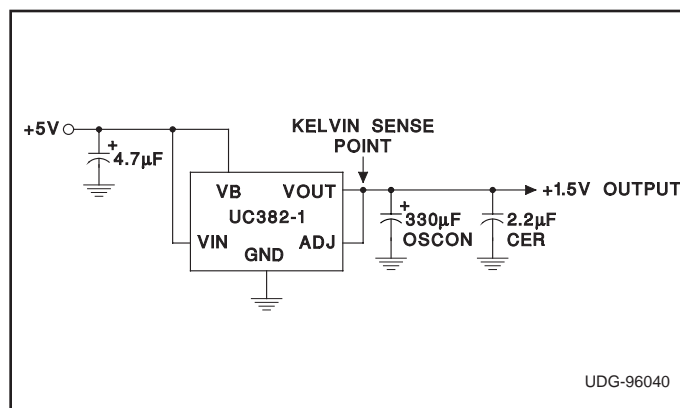 KELVIN SENSE
POINT
+5V
+
4.7µF
VB
VOUT
UC382-1
VIN
ADJ
GND
+
330µF
OSCON
2.2µF
CER
+1.5V OUTPUT
UDG-96040